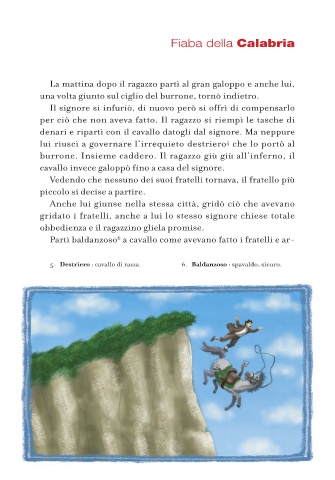 Fiaba della Calabria
La mattina dopo il ragazzo partì al gran galoppo e anche lui,
una volta giunto sul ciglio del burrone, tornò indietro.
Il signore si infuriò, di nuovo però si offrì di compensarlo
per ciò che non aveva fatto. Il ragazzo si riempì le tasche di
denari e ripartì con il cavallo datogli dal signore. Ma neppure
lui riuscì a governare l'irrequieto destriero5 che lo portò al
burrone. Insieme caddero. Il ragazzo giù giù all'inferno, il
cavallo invece galoppò fino a casa del signore.
Vedendo che nessuno dei suoi fratelli tornava, il fratello più
piccolo si decise a partire.
Anche lui giunse nella stessa città, gridò ciò che avevano
gridato i fratelli, anche a lui lo stesso signore chiese totale
obbedienza e il ragazzino gliela promise.
Partì baldanzoso6 a cavallo come avevano fatto i fratelli e ar-
5. Destriero : cavallo di razza.
6. Baldanzoso : spavaldo, sicuro.